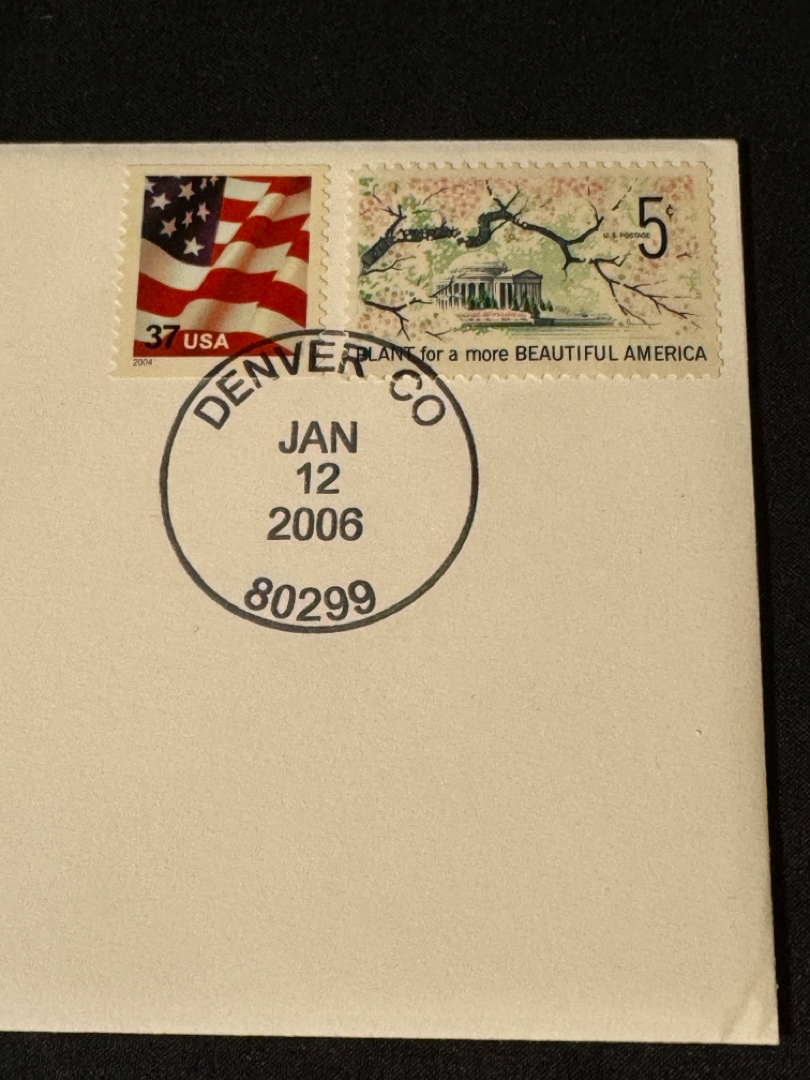 37 USA
2004
5¢
U.S. POSTAGE
PLANT for a more BEAUTIFUL AMERICA
DENVER CO
JAN
12
2006
80299